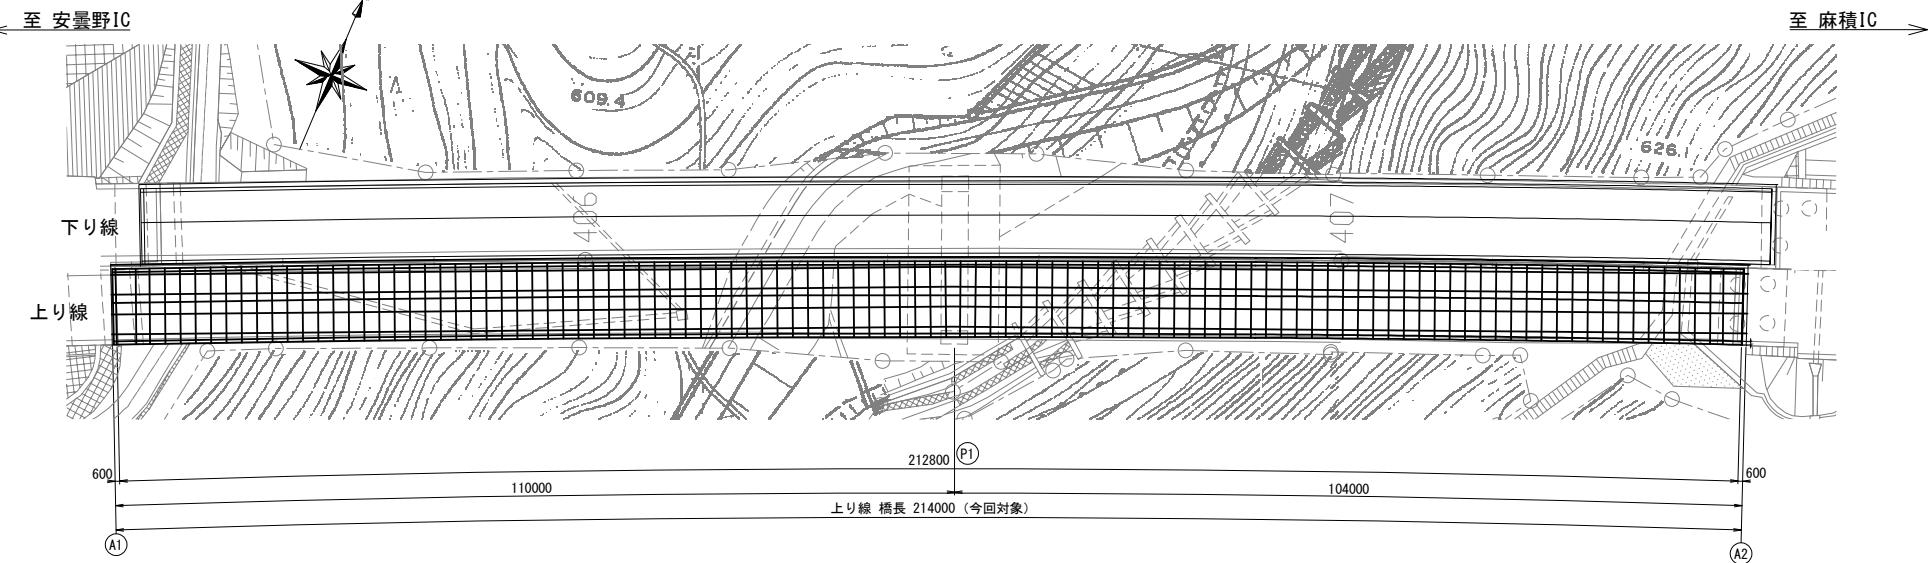 至 安曇野IC
至 麻積IC
609.4
626.1
下り線
406
407
上り線
600
212800
P1
600
110000
104000
上り線 橋長 214000 (今回対象)
A1
A2